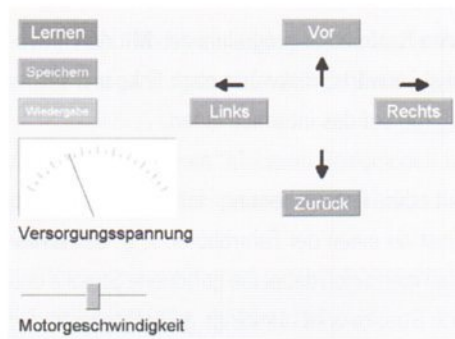 Lernen
Vor
Speichern
Wiedergabe
Links
Rechts
Zurück
Versorgungsspannung
Motorgeschwindigkeit